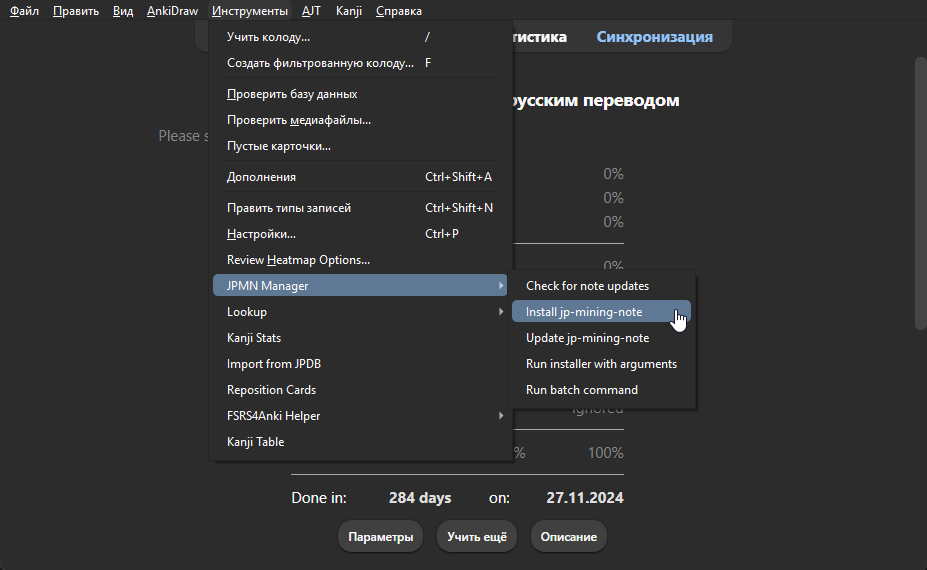 Файл Править Вид AnkiDraw Инструменты AJT Kanji Справка
Учить колоду... /
Синхронизация
Создать фильтрованную колоду... F
Проверить базу данных
русским переводом
Проверить медиафайлы...
Please s
Пустые карточки...
Дополнения Ctrl+Shift+A
0%
Править типы записей Ctrl+Shift+N
0%
0%
Настройки... Ctrl+P
Review Heatmap Options...
0%
JPMN Manager
Check for note updates
Lookup
Install jp-mining-note
Kanji Stats
Update jp-mining-note
Import from JPDB
Run installer with arguments
Reposition Cards
Run batch command
FSRS4Anki Helper
Ignored
Kanji Table
% 100%
Done in: 284 days on: 27.11.2024
Параметры Учить ещё Описание